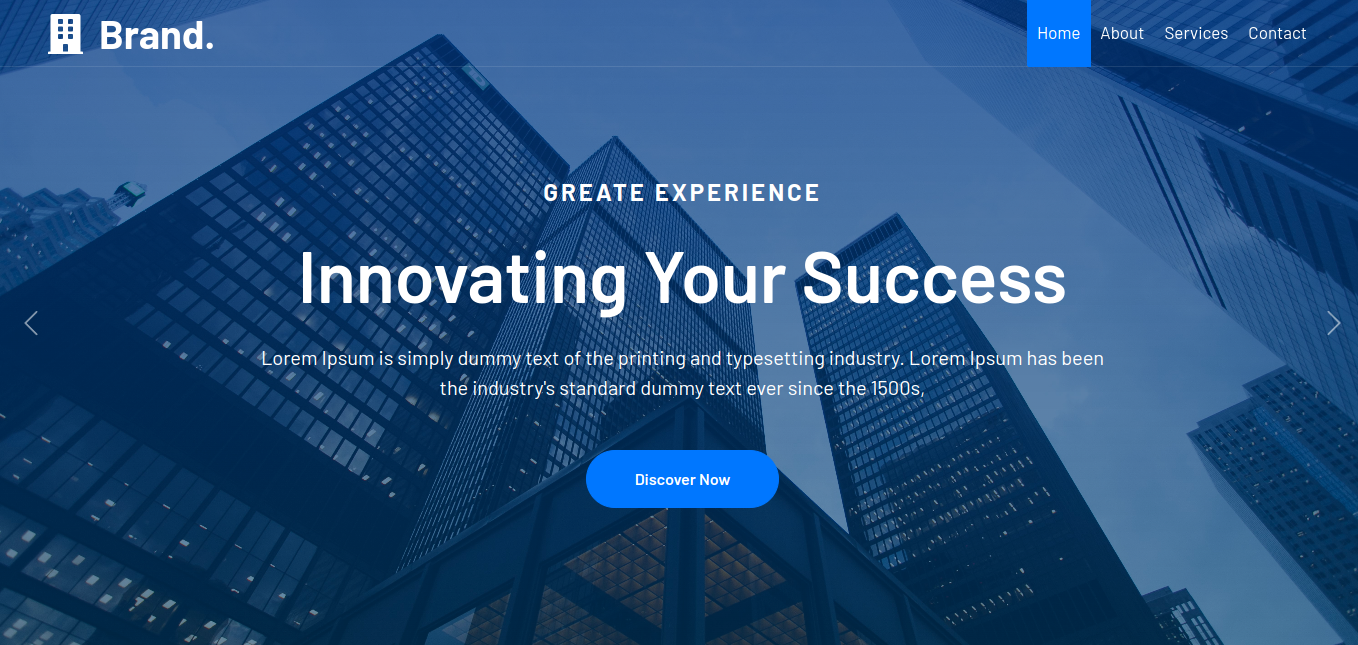 Brand.
Home About Services Contact
GREATE EXPERIENCE
Innovating Your Success
Lorem Ipsum is simply dummy text of the printing and typesetting industry. Lorem Ipsum has been
the industry's standard dummy text ever since the 1500s,
Discover Now